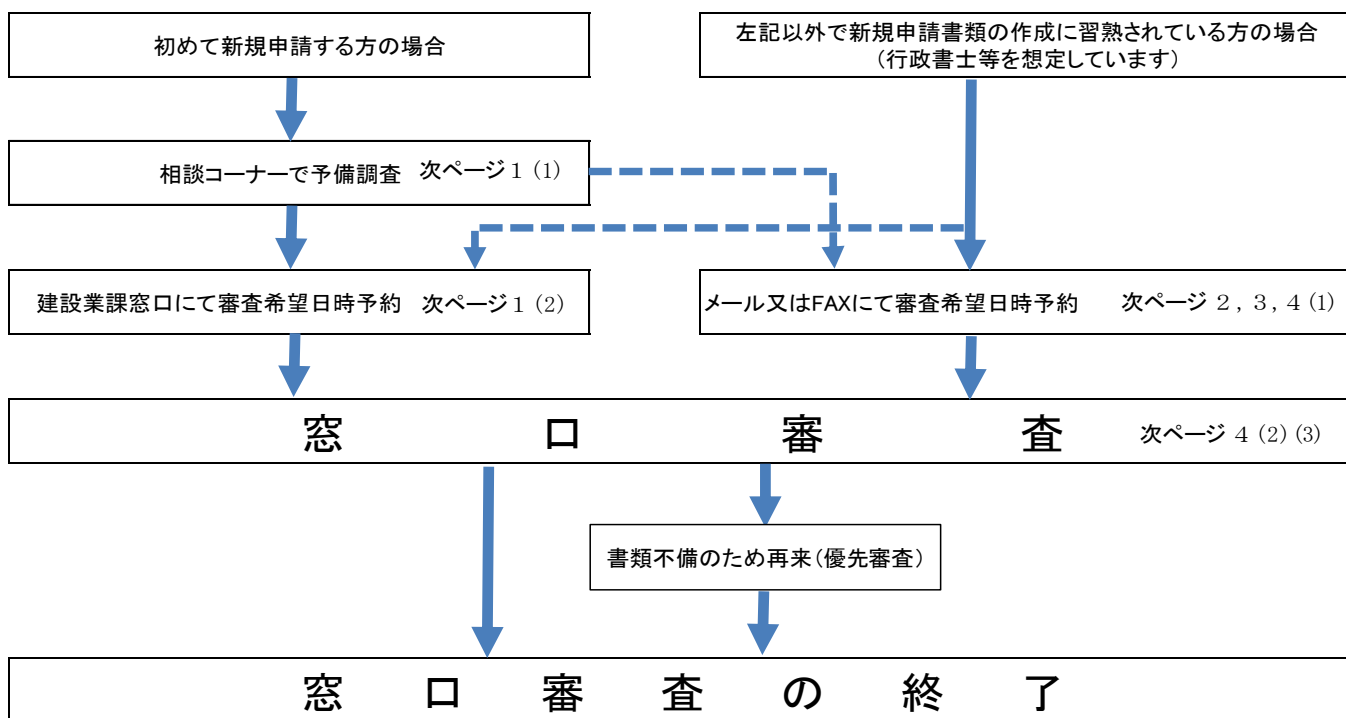 初めて新規申請する方の場合
左記以外で新規申請書類の作成に習熟されている方の場合
（行政書士等を想定しています）
相談コーナーで予備調査 次ページ１(1)
建設業課窓口にて審査希望日時予約 次ページ１(2)
メール又はFAXにて審査希望日時予約 次ページ ２，３，４(1)
窓口審査 次ページ ４(2)(3)
書類不備のため再来（優先審査）
窓口審査の終了